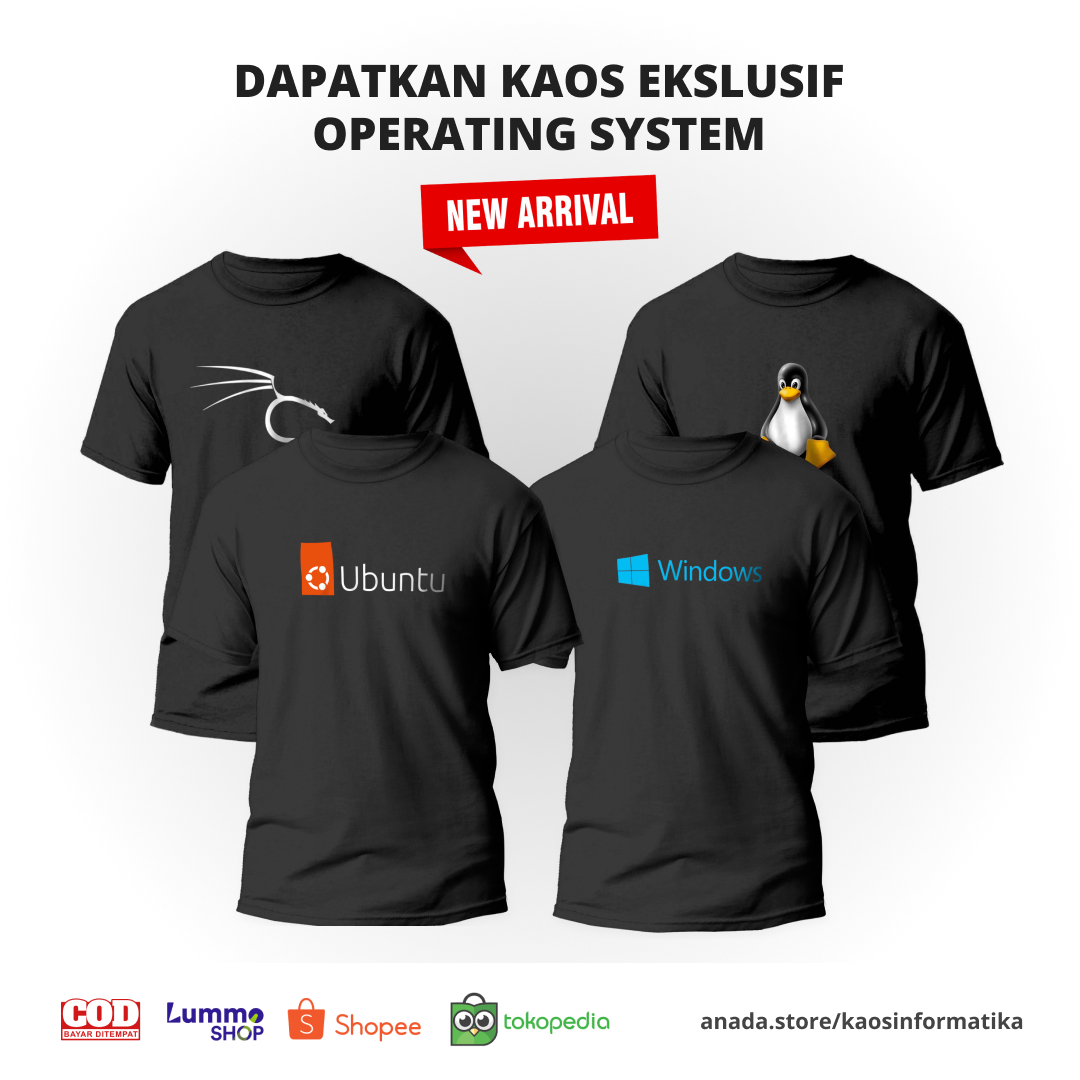 DAPATKAN KAOS EKSLUSIF
OPERATING SYSTEM
NEW ARRIVAL
Ubuntu
Windows
COD
BAYAR DITEMPAT
Lummo
SHOP
Shopee
tokopedia
anada.store/kaosinformatika